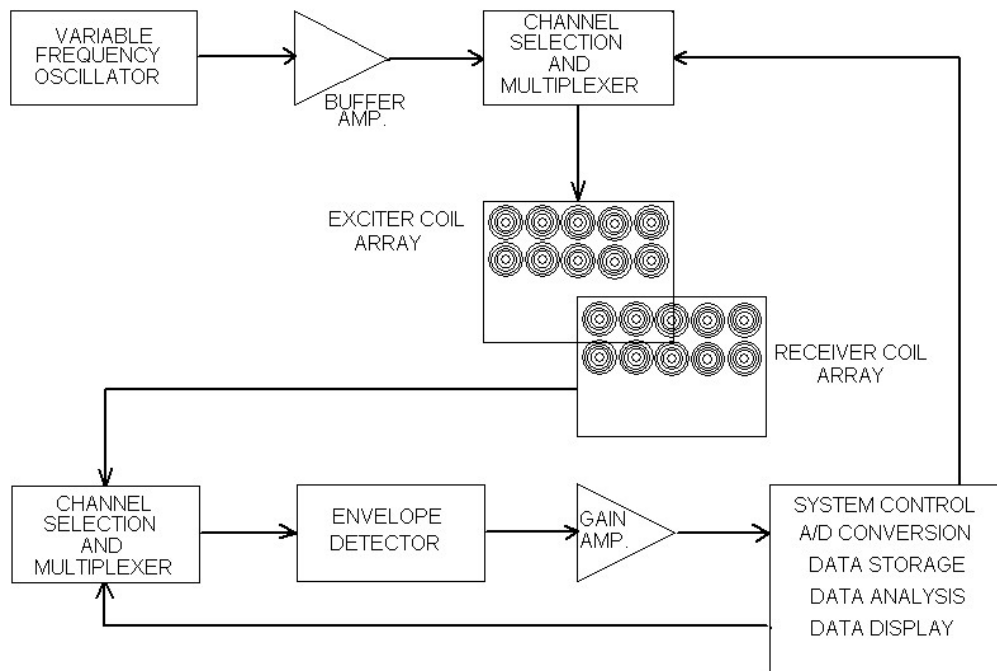 VARIABLE
FREQUENCY
OSCILLATOR
BUFFER
AMP.
CHANNEL
SELECTION
AND
MULTIPLEXER
EXCITER COIL
ARRAY
RECEIVER COIL
ARRAY
CHANNEL
SELECTION
AND
MULTIPLEXER
ENVELOPE
DETECTOR
GAIN
AMP.
SYSTEM CONTROL
A/D CONVERSION
DATA STORAGE
DATA ANALYSIS
DATA DISPLAY